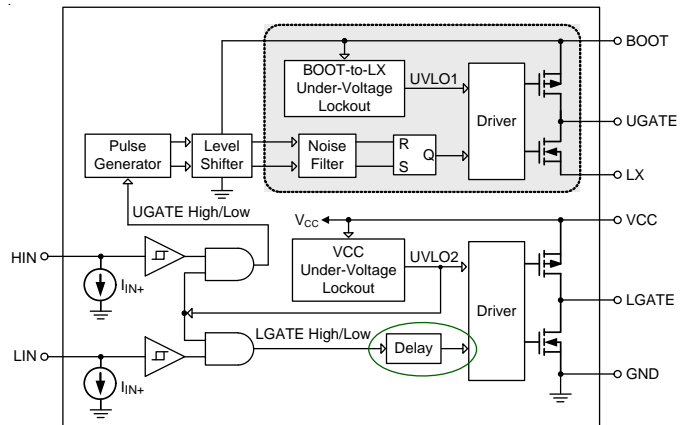 BOOT
BOOT-to-LX
Under-Voltage
Lockout
UVLO1
Driver
UGATE
Pulse
Generator
Level
Shifter
Noise
Filter
R
S
Q
LX
UGATE High/Low
VCC
VCC
HIN
IIN+
VCC
Under-Voltage
Lockout
UVLO2
Driver
LGATE
LGATE High/Low
Delay
LIN
IIN+
GND